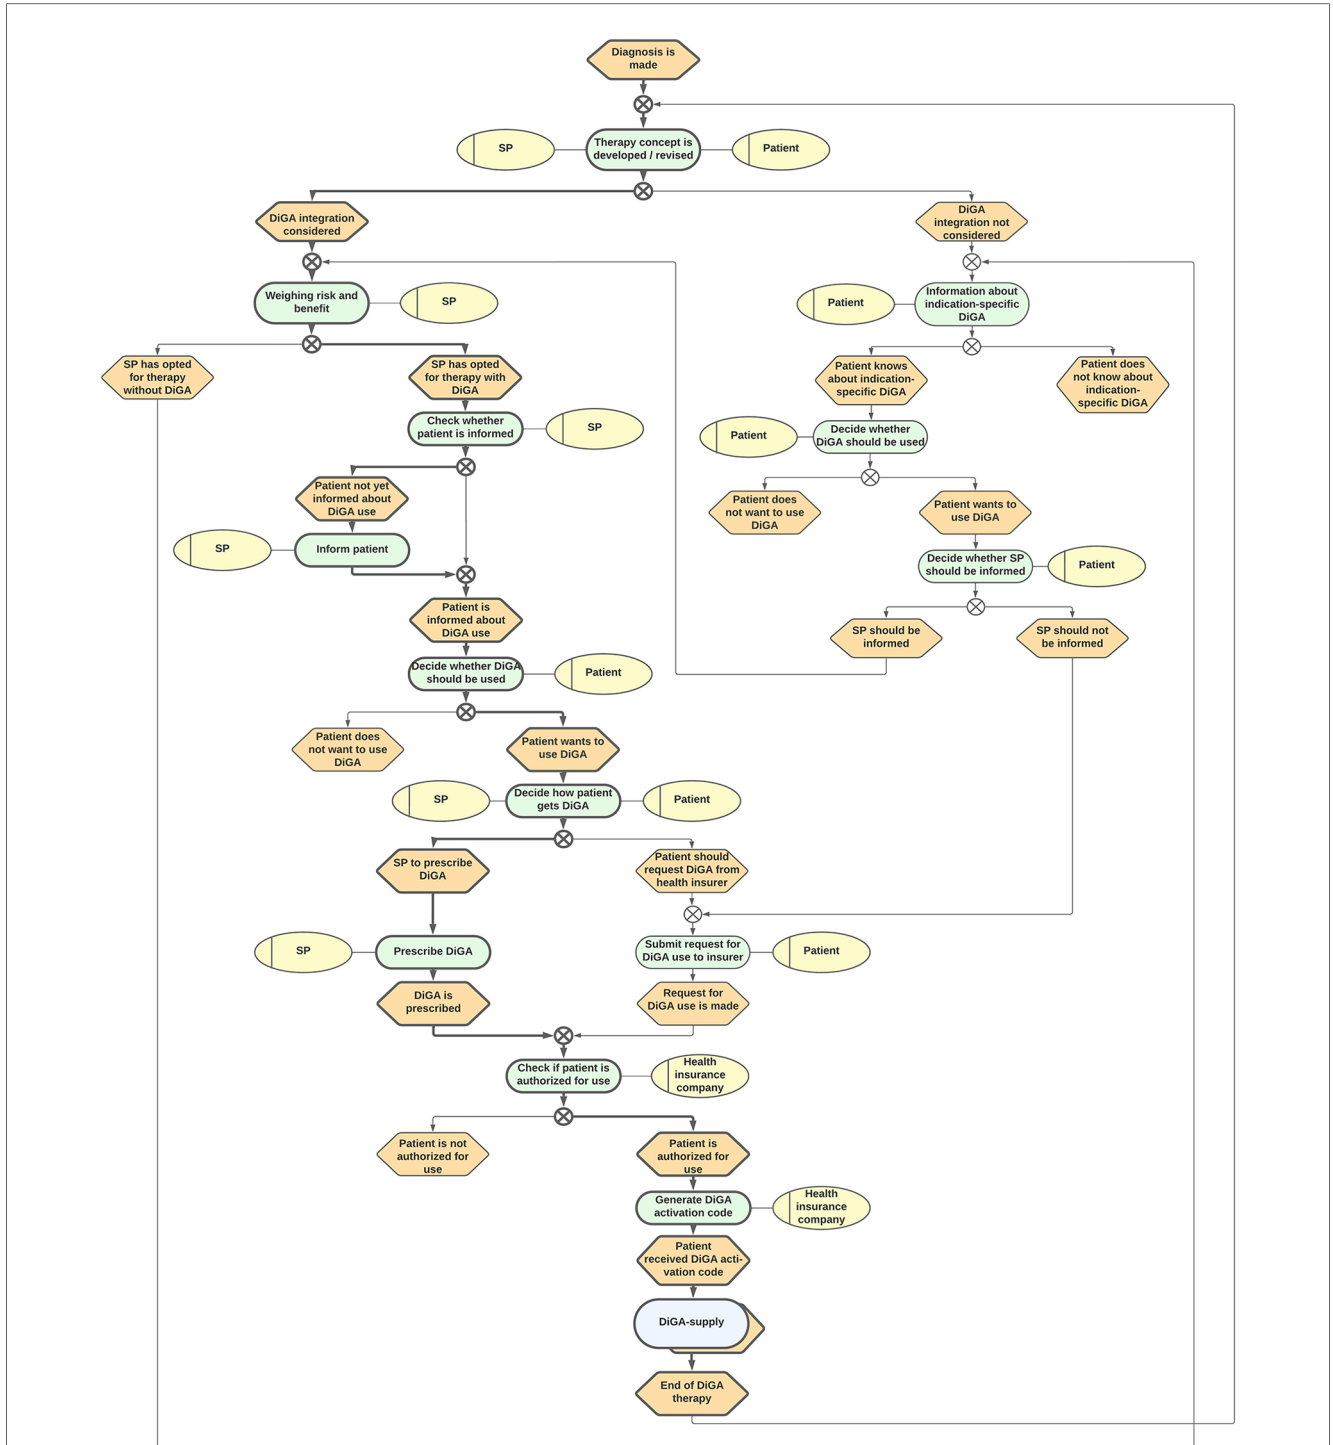 Diagnosis is
made
SP
Therapy concept is
developed / revised
Patient
DiGA integration
considered
DiGA
integration not
considered
Weighing risk and
benefit
SP
Patient
Information about
indication-specific
DiGA
SP has opted
for therapy
without DiGA
SP has opted
for therapy with
DiGA
Patient knows
about indication-
specific DiGA
Patient does
not know about
indication-
specific DiGA
Check whether
patient is informed
SP
Patient
Decide whether
DiGA should be used
Patient not yet
informed about
DiGA use
Patient does
not want to use
DiGA
Patient wants to
use DiGA
SP
Inform patient
Decide whether SP
should be informed
Patient
Patient is
informed about
DiGA use
SP should be
informed
SP should not
be informed
Decide whether DiGA
should be used
Patient
Patient does
not want to use
DiGA
Patient wants to
use DiGA
SP
Decide how patient
gets DiGA
Patient
SP to prescribe
DiGA
Patient should
request DiGA from
health insurer
SP
Prescribe DiGA
Submit request for
DiGA use to insurer
Patient
DiGA is
prescribed
Request for
DiGA use is made
Check if patient is
authorized for use
Health
insurance
company
Patient is not
authorized for
use
Patient is
authorized for
use
Generate DiGA
activation code
Health
insurance
company
Patient
received DiGA acti-
vation code
DiGA-supply
End of DiGA
therapy